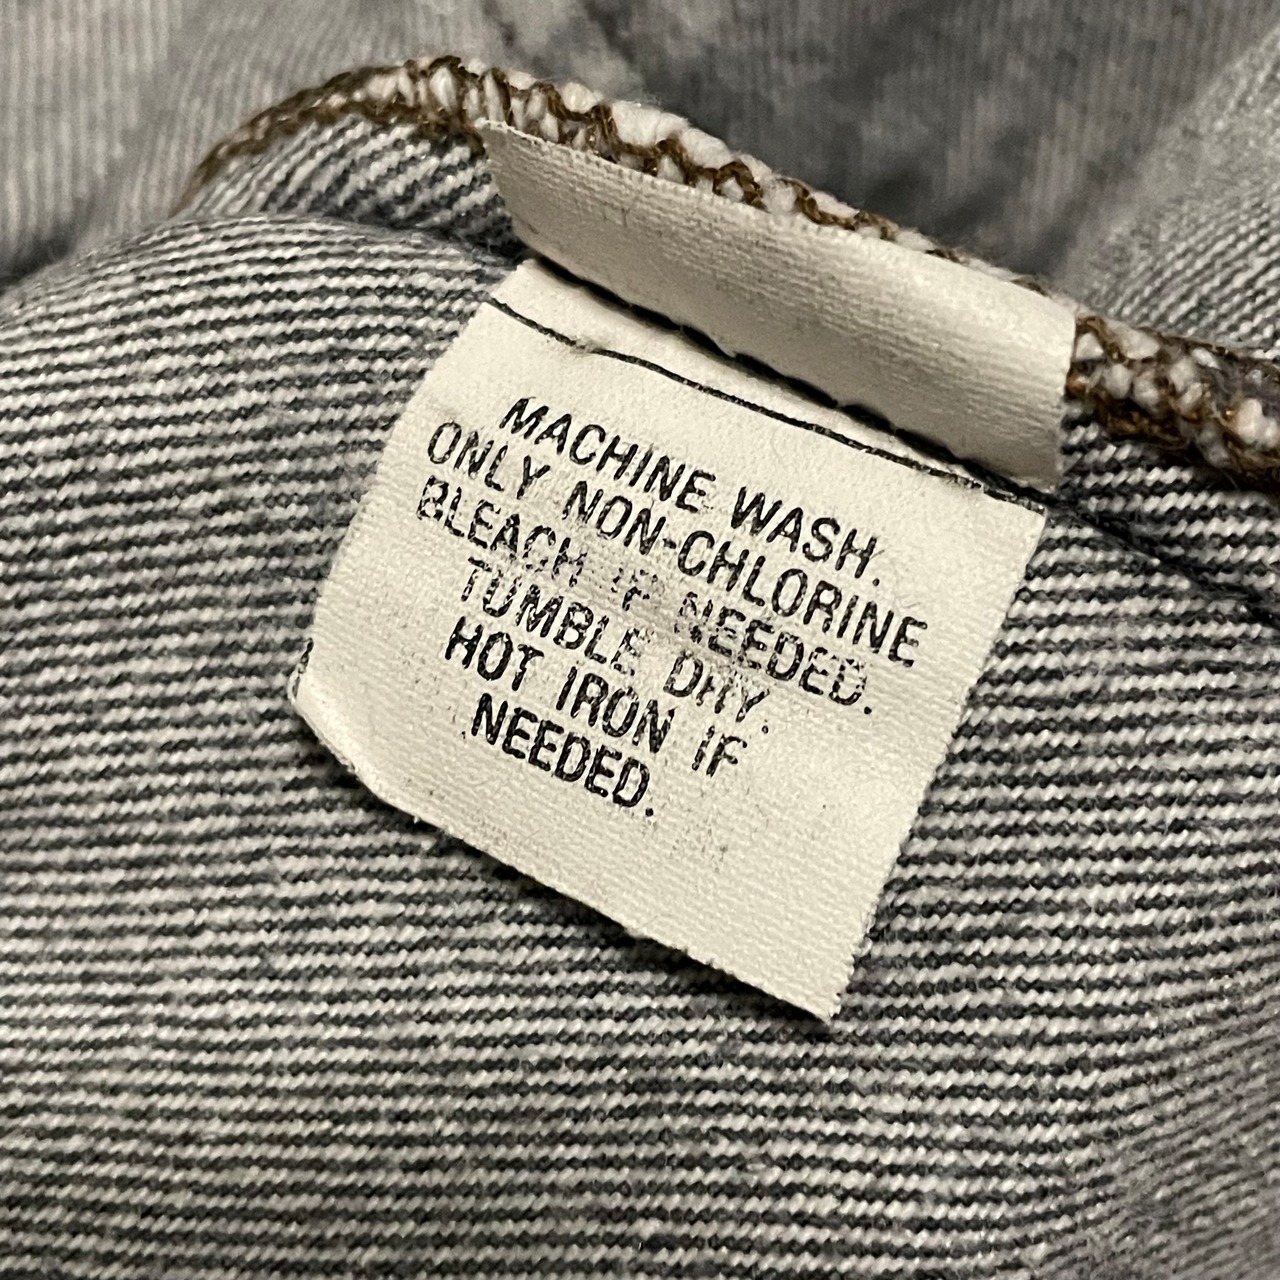 MACHINE WASH.
ONLY NON-CHLORINE
BLEACH IF NEEDED.
TUMBLE DRY.
HOT IRON IF
NEEDED.